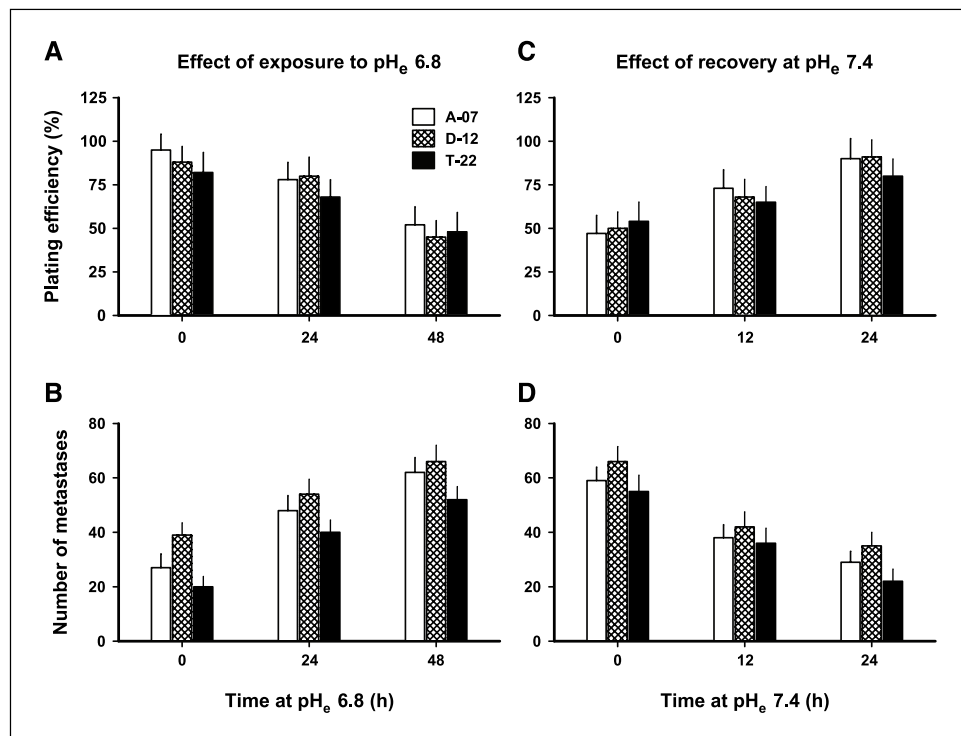 A
Effect of exposure to pHe 6.8
Plating efficiency (%)
125
100
75
50
25
0
A-07
D-12
T-22
0 24 48
C
Effect of recovery at pHe 7.4
125
100
75
50
25
0
0 12 24
B
Number of metastases
80
60
40
20
0
0 24 48
Time at pHe 6.8 (h)
D
80
60
40
20
0
0 12 24
Time at pHe 7.4 (h)